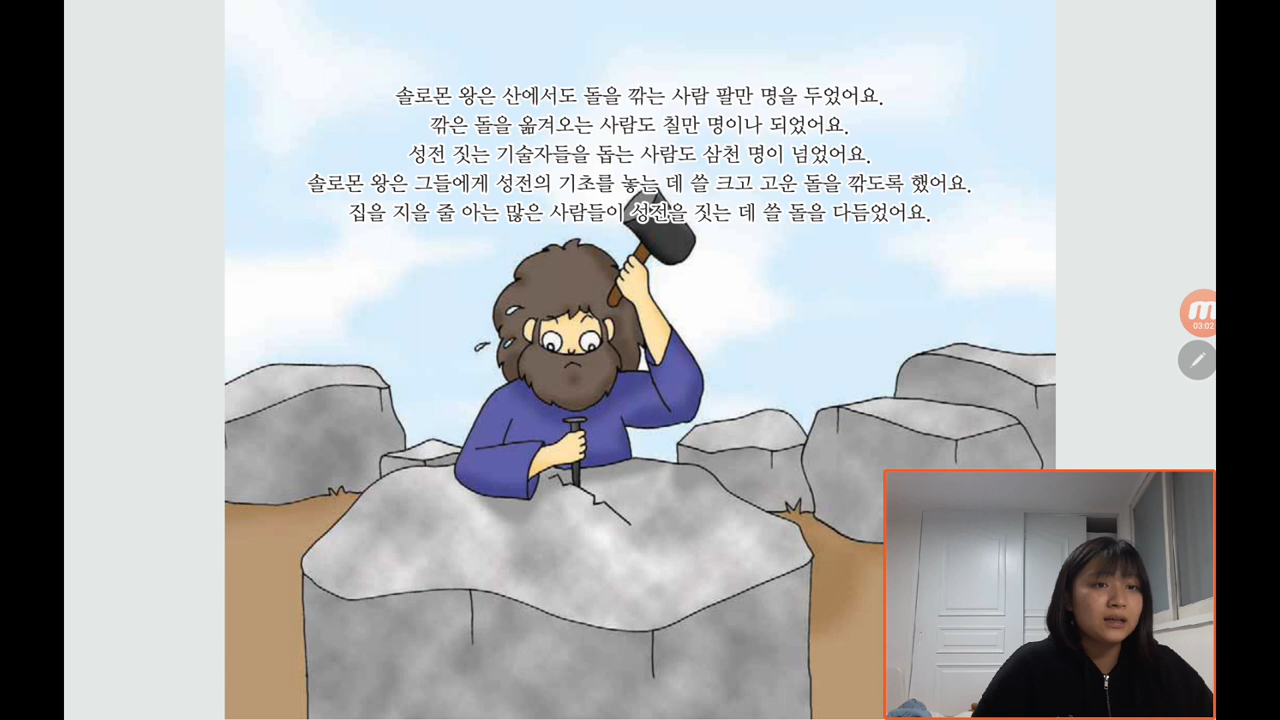 솔로몬 왕은 산에서도 돌을 깎는 사람 팔만 명을 두었어요.
깎은 돌을 옮겨오는 사람도 칠만 명이나 되었어요.
성전 짓는 기술자들을 돕는 사람도 삼천 명이 넘었어요.
솔로몬 왕은 그들에게 성전의 기초를 놓는 데 쓸 크고 고운 돌을 깎도록 했어요.
집을 지을 줄 아는 많은 사람들이 성전을 짓는 데 쓸 돌을 다듬었어요.
m
03:02